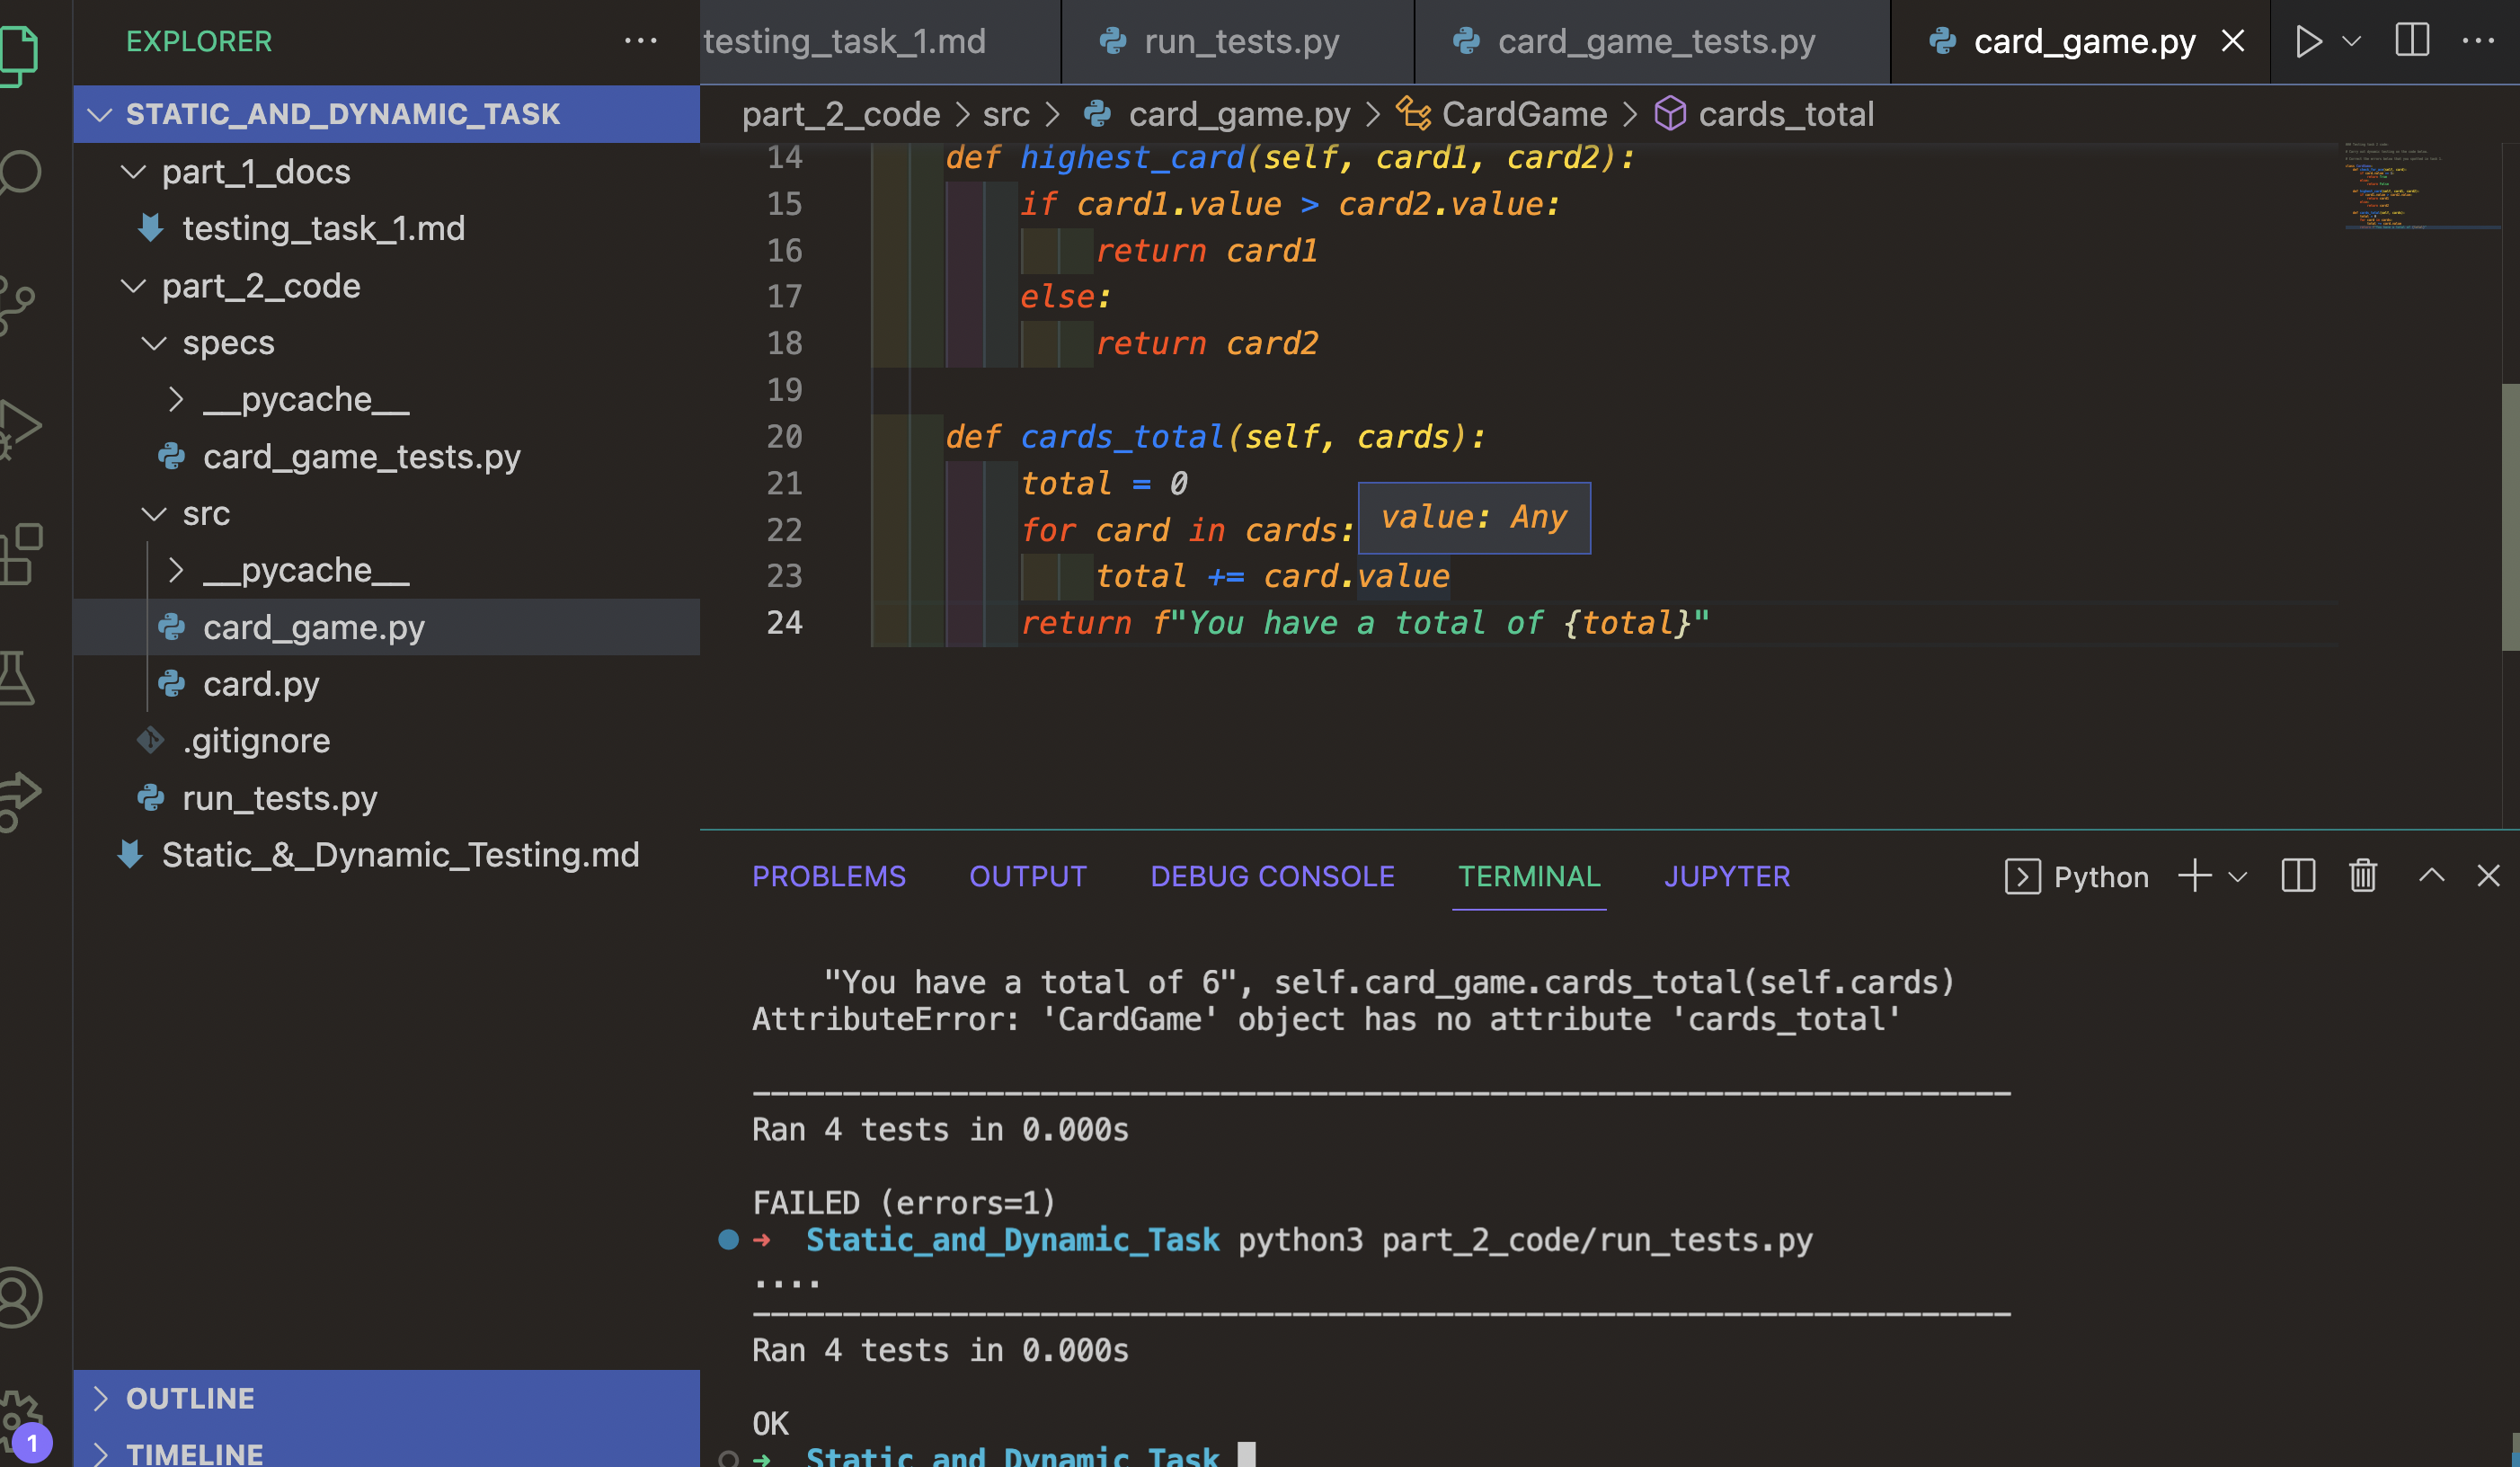 EXPLORER
STATIC_AND_DYNAMIC_TASK
part_1_docs
testing_task_1.md
part_2_code
specs
__pycache__
card_game_tests.py
src
__pycache__
card_game.py
card.py
.gitignore
run_tests.py
Static_&_Dynamic_Testing.md
OUTLINE
1
TIMELINE
testing_task_1.md run_tests.py card_game_tests.py card_game.py
part_2_code > src > card_game.py > CardGame > cards_total
14 def highest_card(self, card1, card2):
15 if card1.value > card2.value:
16 return card1
17 else:
18 return card2
19
20 def cards_total(self, cards):
21 total = 0
22 for card in cards:
value: Any
23 total += card.value
24 return f"You have a total of {total}"
PROBLEMS OUTPUT DEBUG CONSOLE TERMINAL JUPYTER Python
"You have a total of 6", self.card_game.cards_total(self.cards)
AttributeError: 'CardGame' object has no attribute 'cards_total'
----------------------------------------------------------------------
Ran 4 tests in 0.000s
FAILED (errors=1)
➜ Static_and_Dynamic_Task python3 part_2_code/run_tests.py
....
----------------------------------------------------------------------
Ran 4 tests in 0.000s
OK
➜ Static_and_Dynamic_Task